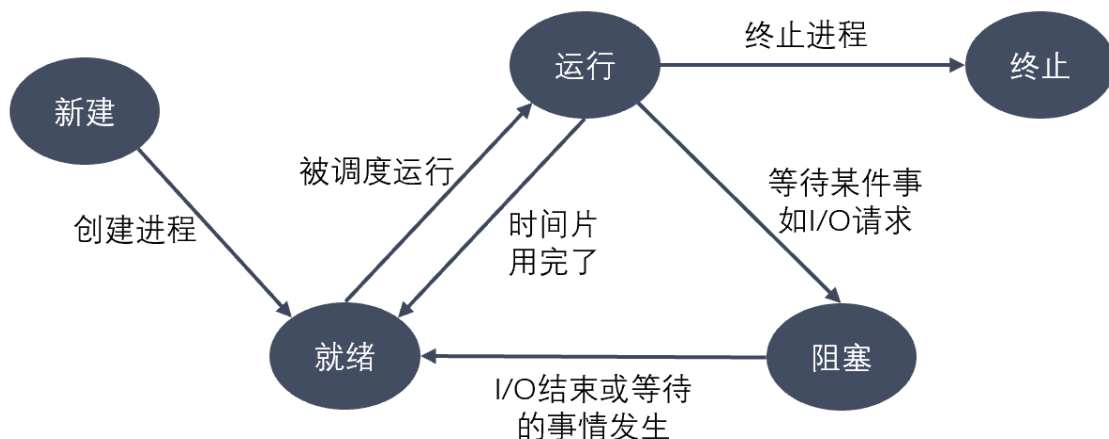 终止进程
运行
终止
新建
被调度运行
等待某件事
如I/O请求
创建进程
时间片
用完了
就绪
阻塞
I/O结束或等待
的事情发生